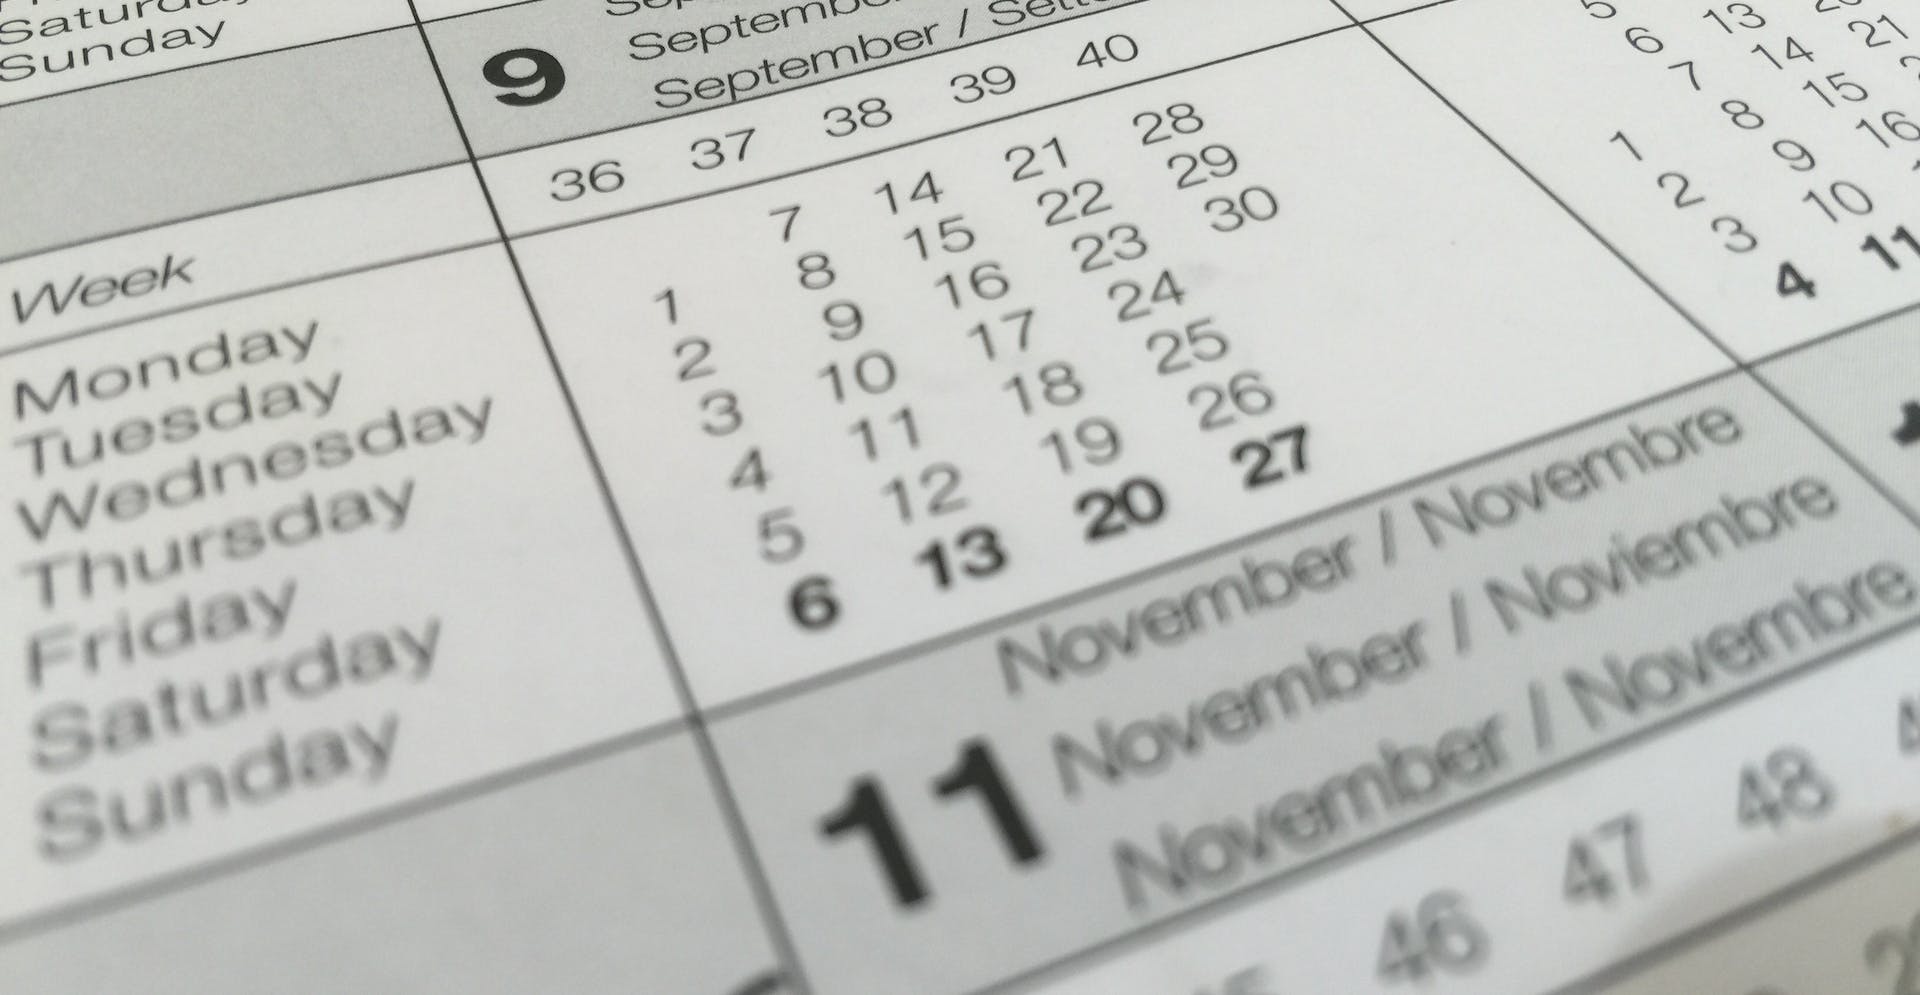 Saturday
Sunday
9
September
September / Sette
Week 36 37 38 39 40
Monday 7 14 21 28
Tuesday 1 8 15 22 29
Wednesday 2 9 16 23 30
Thursday 3 10 17 24
Friday 4 11 18 25
Saturday 5 12 19 26
Sunday 6 13 20 27
5
6 13
7 14 21
1 8 15
2 9 16
3 10
4 11
11
November / Novembre
November / Noviembre
November / Novembre
46 47 48